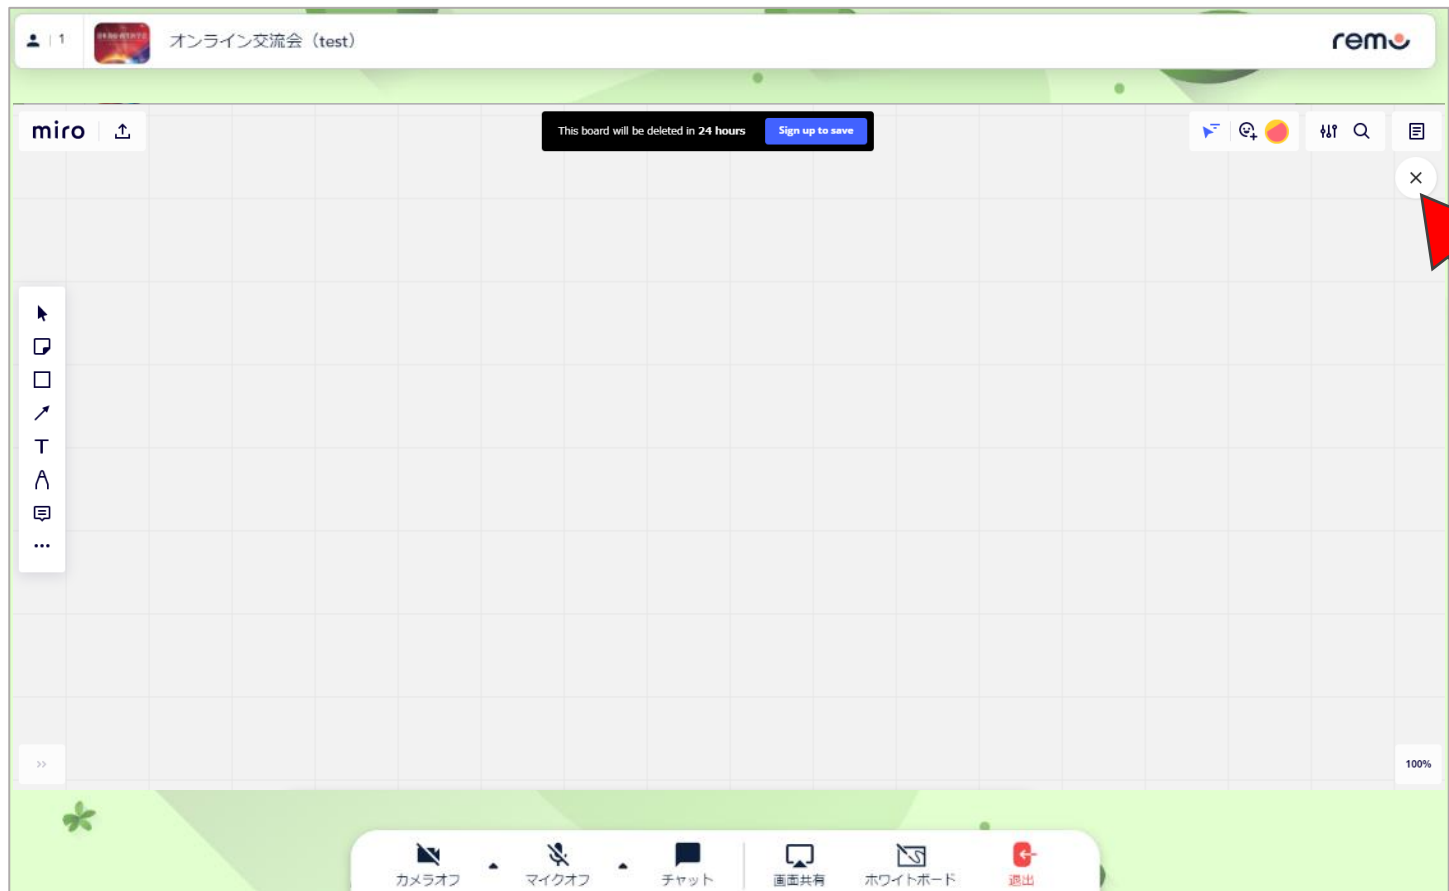 1
オンライン交流会（test）
remo
miro
This board will be deleted in 24 hours
Sign up to save
T
100%
カメラオフ
マイクオフ
チャット
画面共有
ホワイトボード
退出